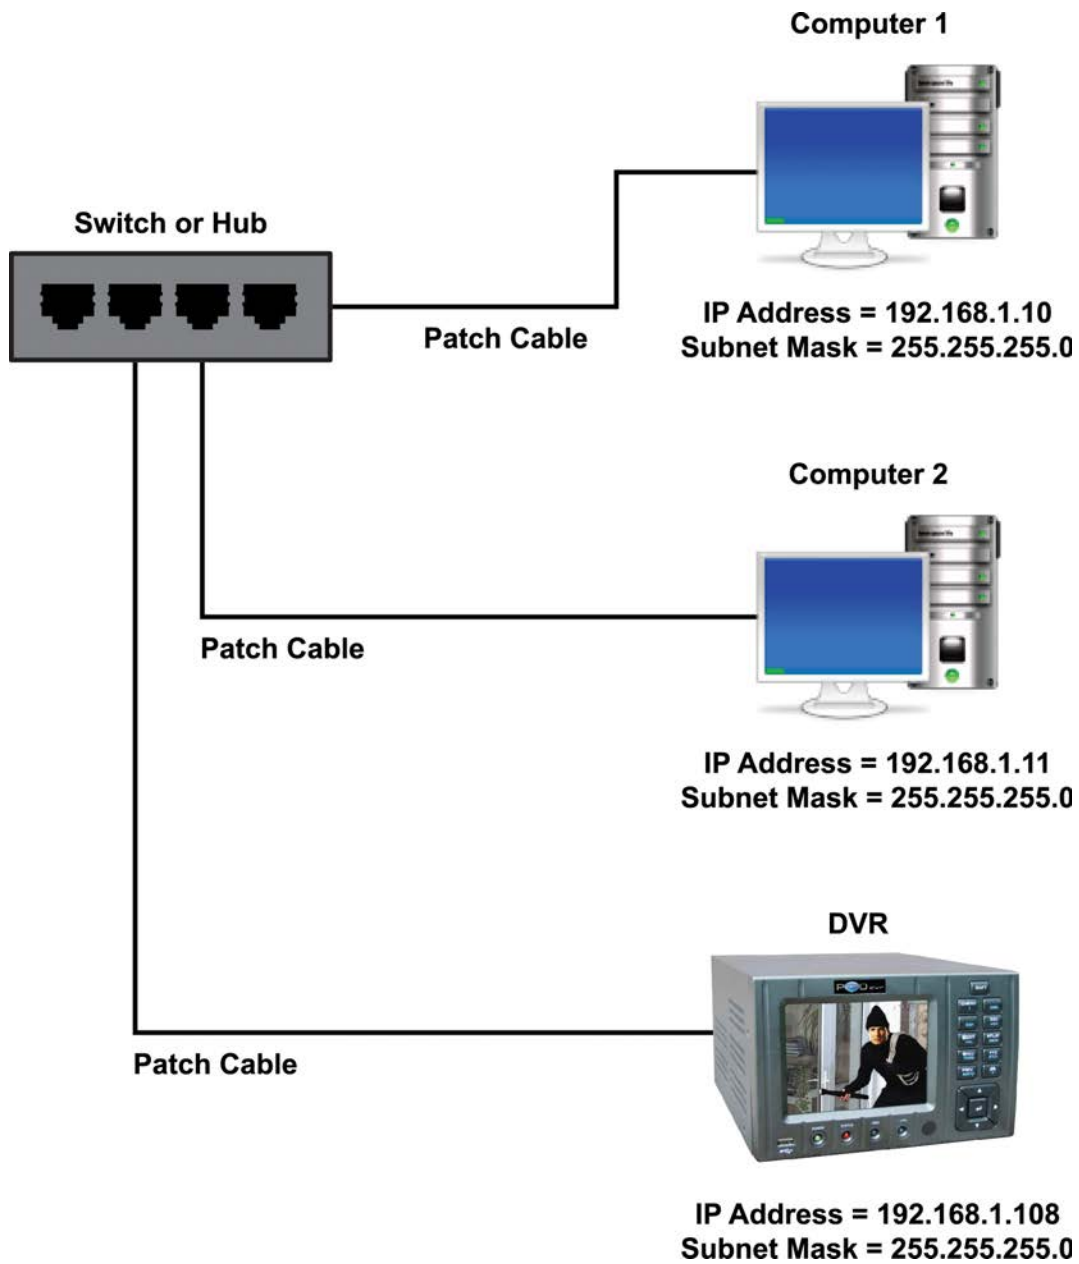 Computer 1
Switch or Hub
Patch Cable
IP Address = 192.168.1.10
Subnet Mask = 255.255.255.0
Computer 2
Patch Cable
IP Address = 192.168.1.11
Subnet Mask = 255.255.255.0
DVR
Patch Cable
IP Address = 192.168.1.108
Subnet Mask = 255.255.255.0